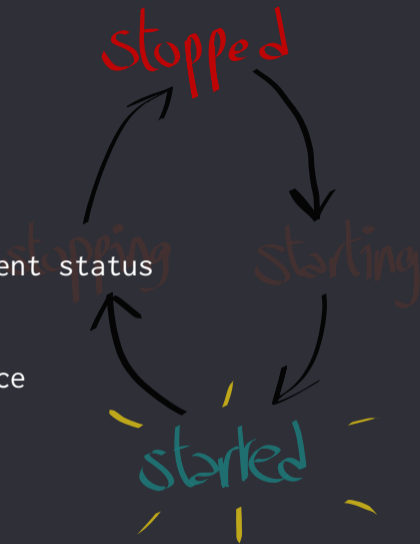 stopped
stopping
starting
ent status
ce
started